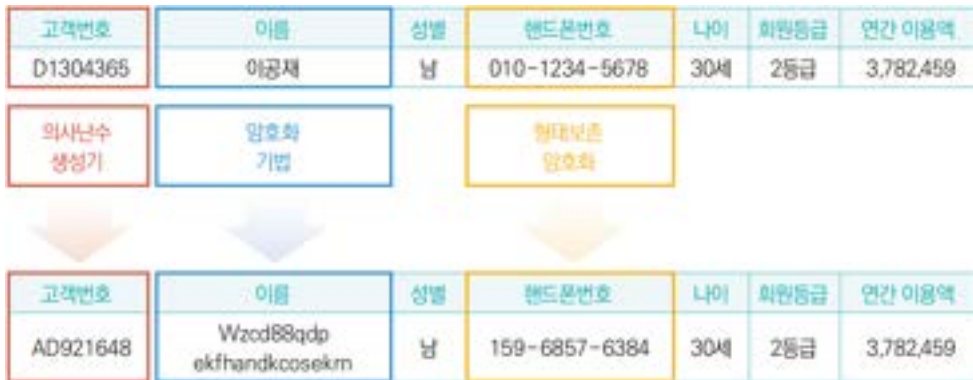 고객번호 이름 성별 핸드폰번호 나이 회원등급 연간 이용액
D1304365 이공재 남 010-1234-5678 30세 2등급 3,782,459
의사난수 생성기
암호화 기법
형태보존 암호화
고객번호 이름 성별 핸드폰번호 나이 회원등급 연간 이용액
AD921648 Wzcd88qdp ekfhandkcosekrn 남 159-6857-6384 30세 2등급 3,782,459